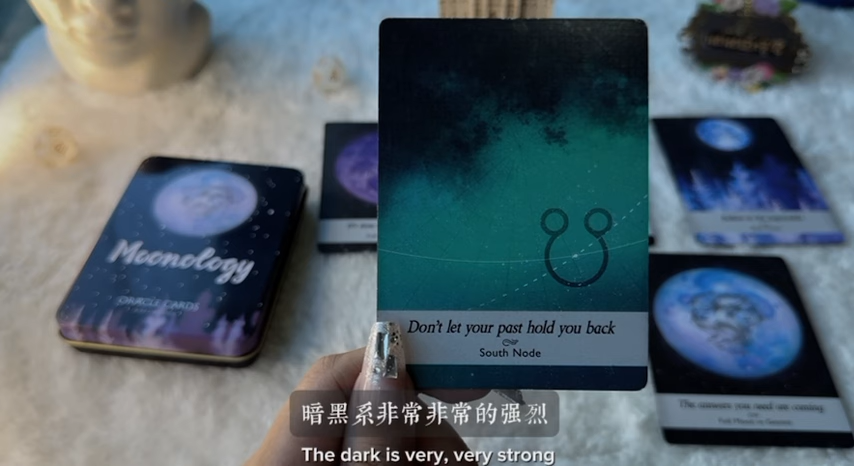 Moonology
ORACLE CARDS
Don't let your past hold you back
South Node
The answers you need are coming
暗黑系非常非常的强烈
The dark is very, very strong